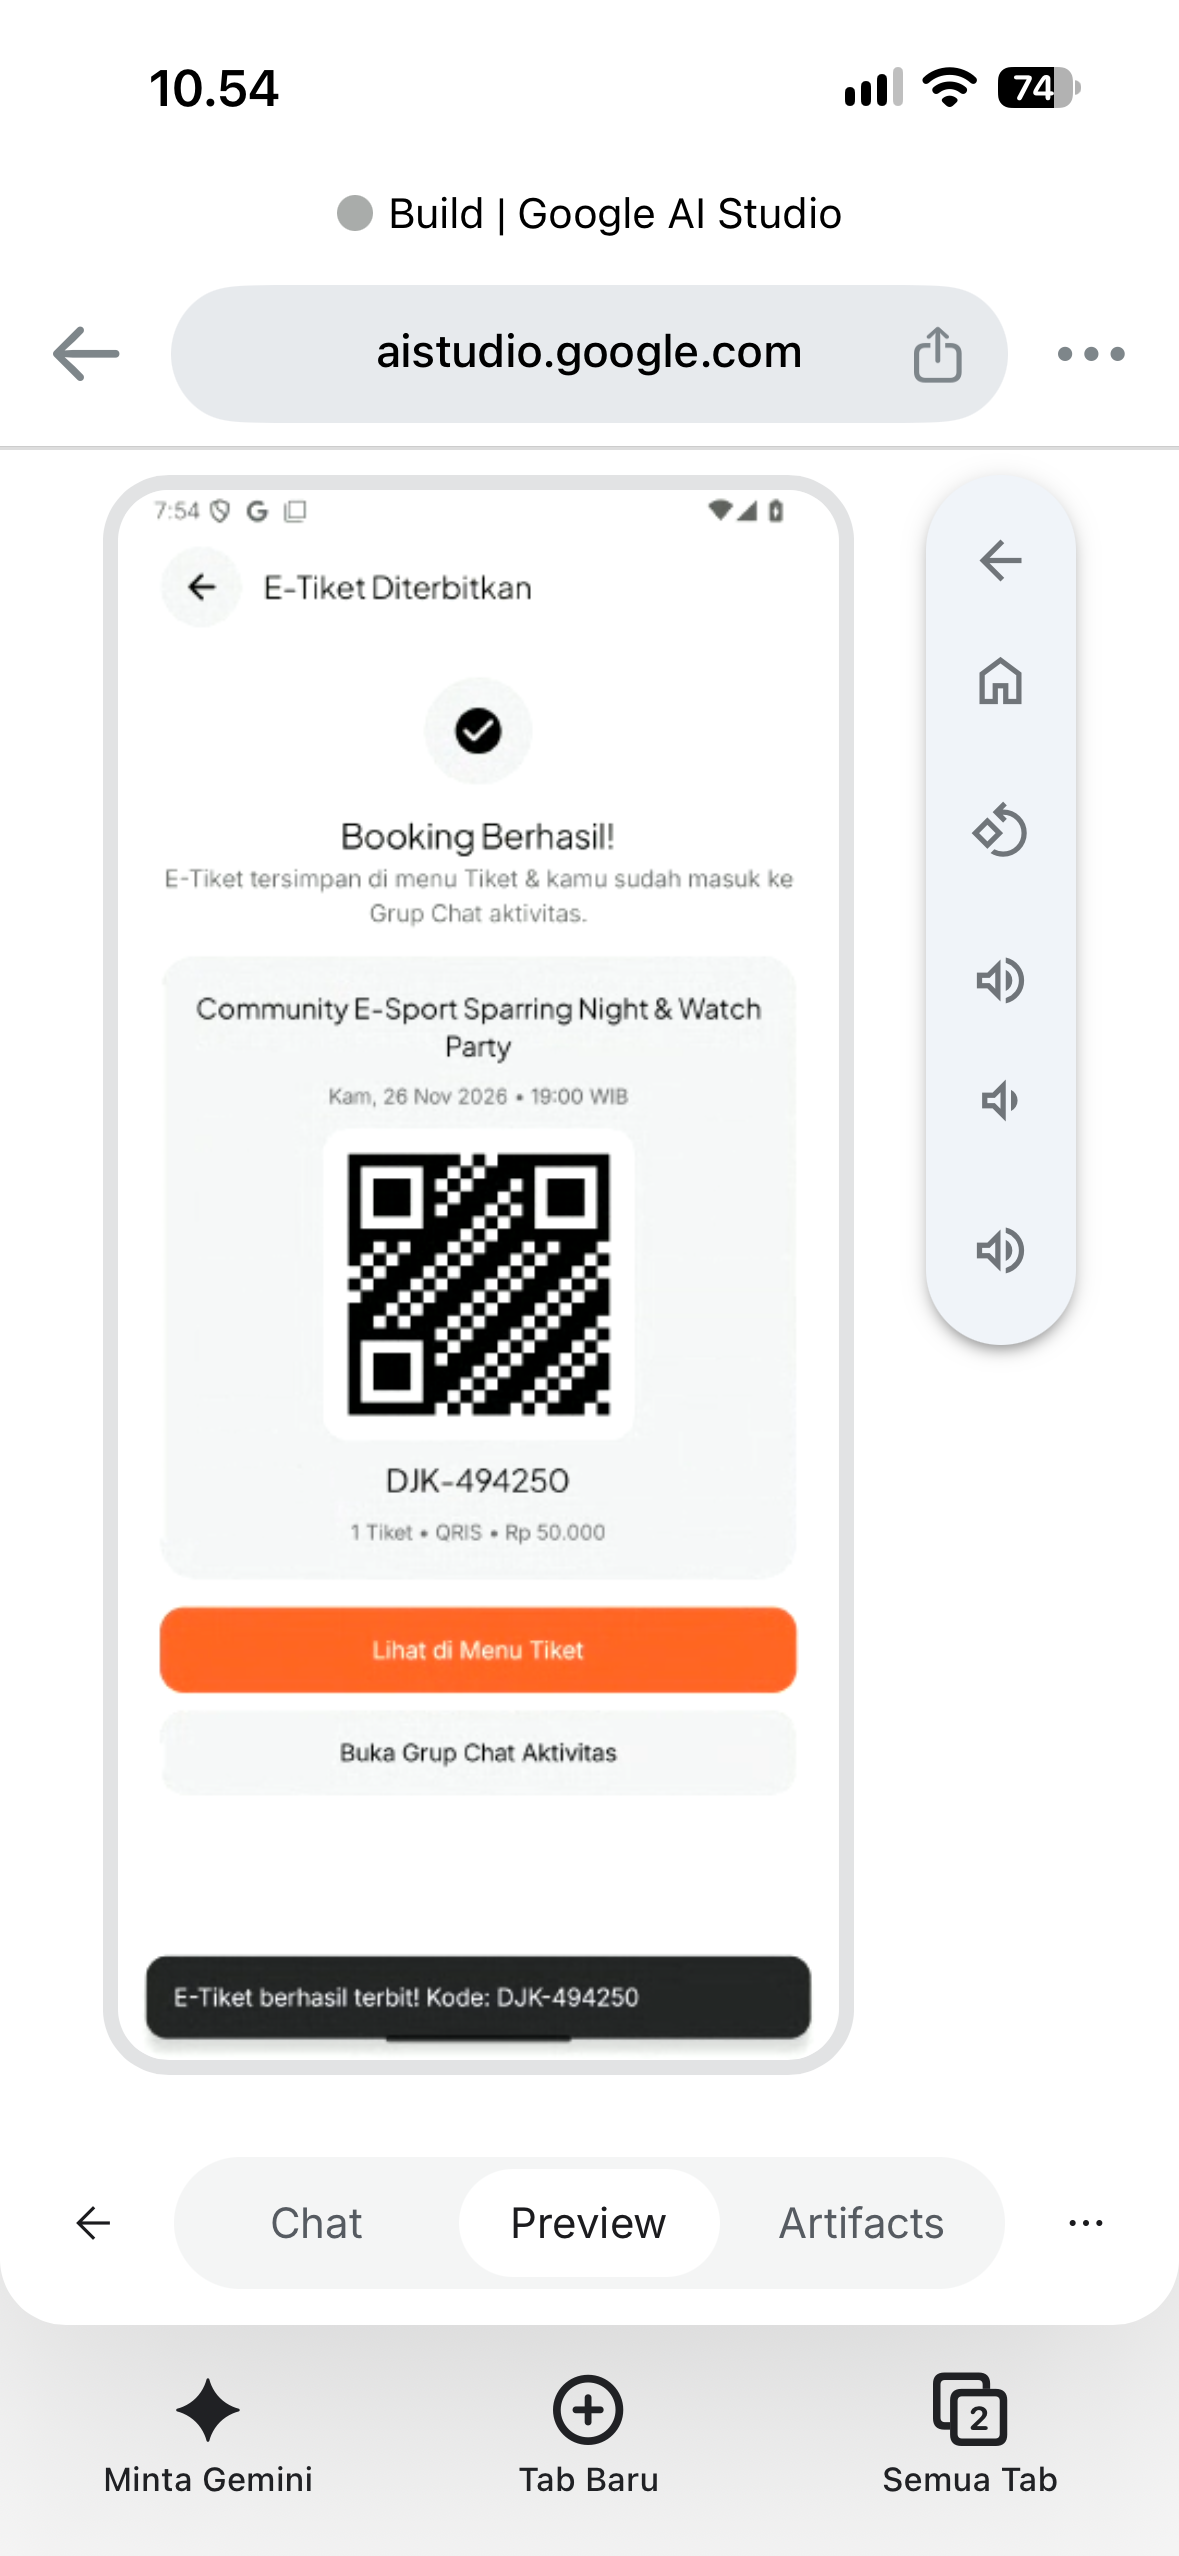 10.54
74
Build | Google AI Studio
aistudio.google.com
7:54
E-Tiket Diterbitkan
Booking Berhasil!
E-Tiket tersimpan di menu Tiket & kamu sudah masuk ke
Grup Chat aktivitas.
Community E-Sport Sparring Night & Watch
Party
Kam, 26 Nov 2026 • 19:00 WIB
DJK-494250
1 Tiket • QRIS • Rp 50.000
Lihat di Menu Tiket
Buka Grup Chat Aktivitas
E-Tiket berhasil terbit! Kode: DJK-494250
Chat
Preview
Artifacts
2
Minta Gemini
Tab Baru
Semua Tab